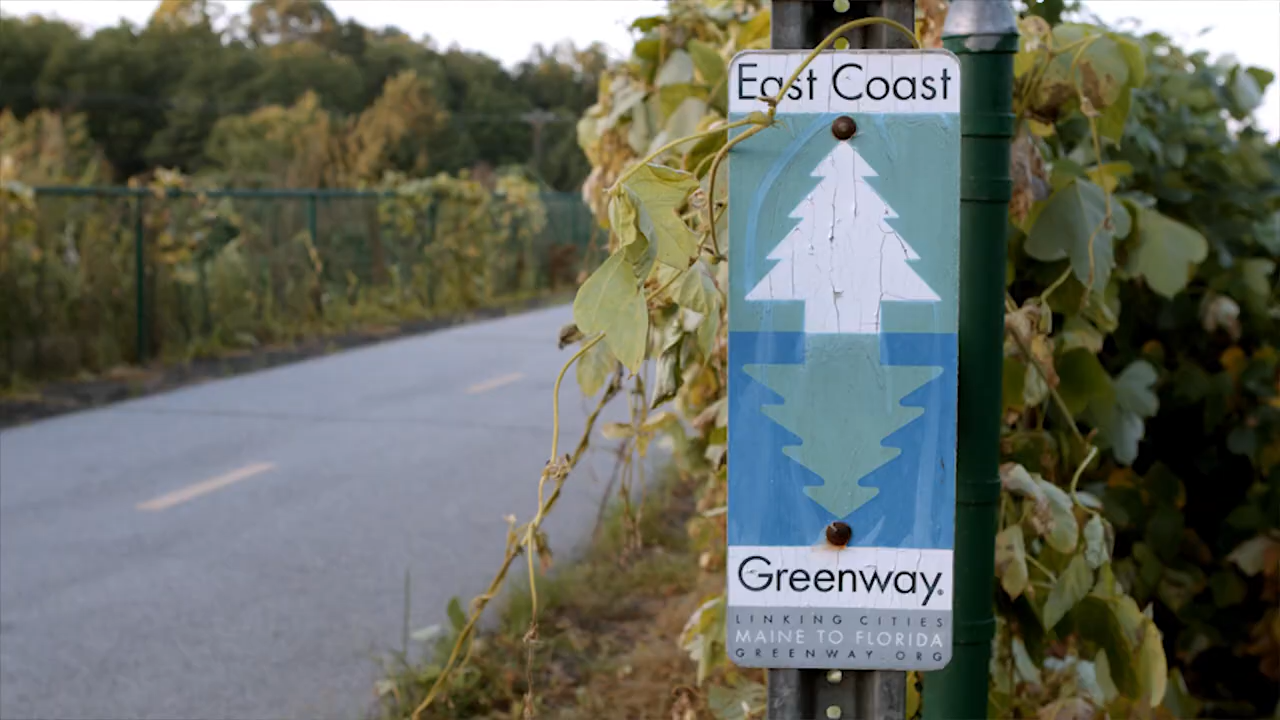 East Coast
Greenway.
LINKING CITIES
MAINE TO FLORIDA
GREENWAY.ORG